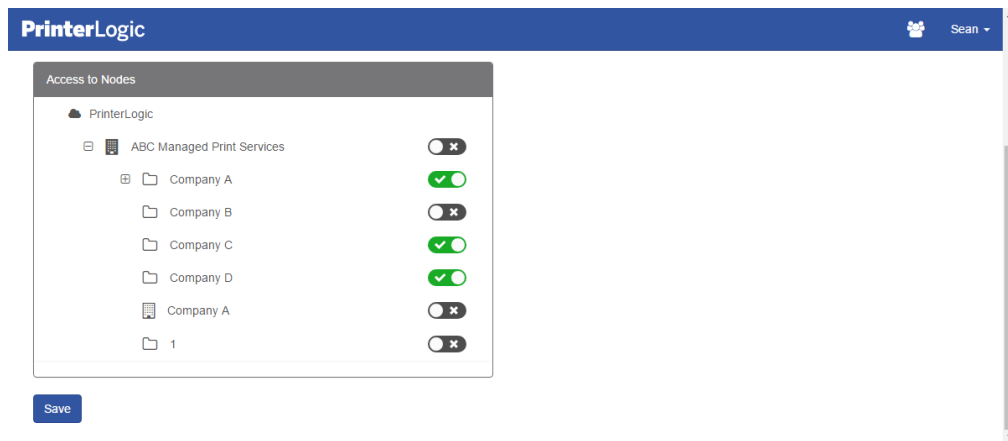 PrinterLogic
Sean
Access to Nodes
PrinterLogic
ABC Managed Print Services
Company A
Company B
Company C
Company D
Company A
1
Save